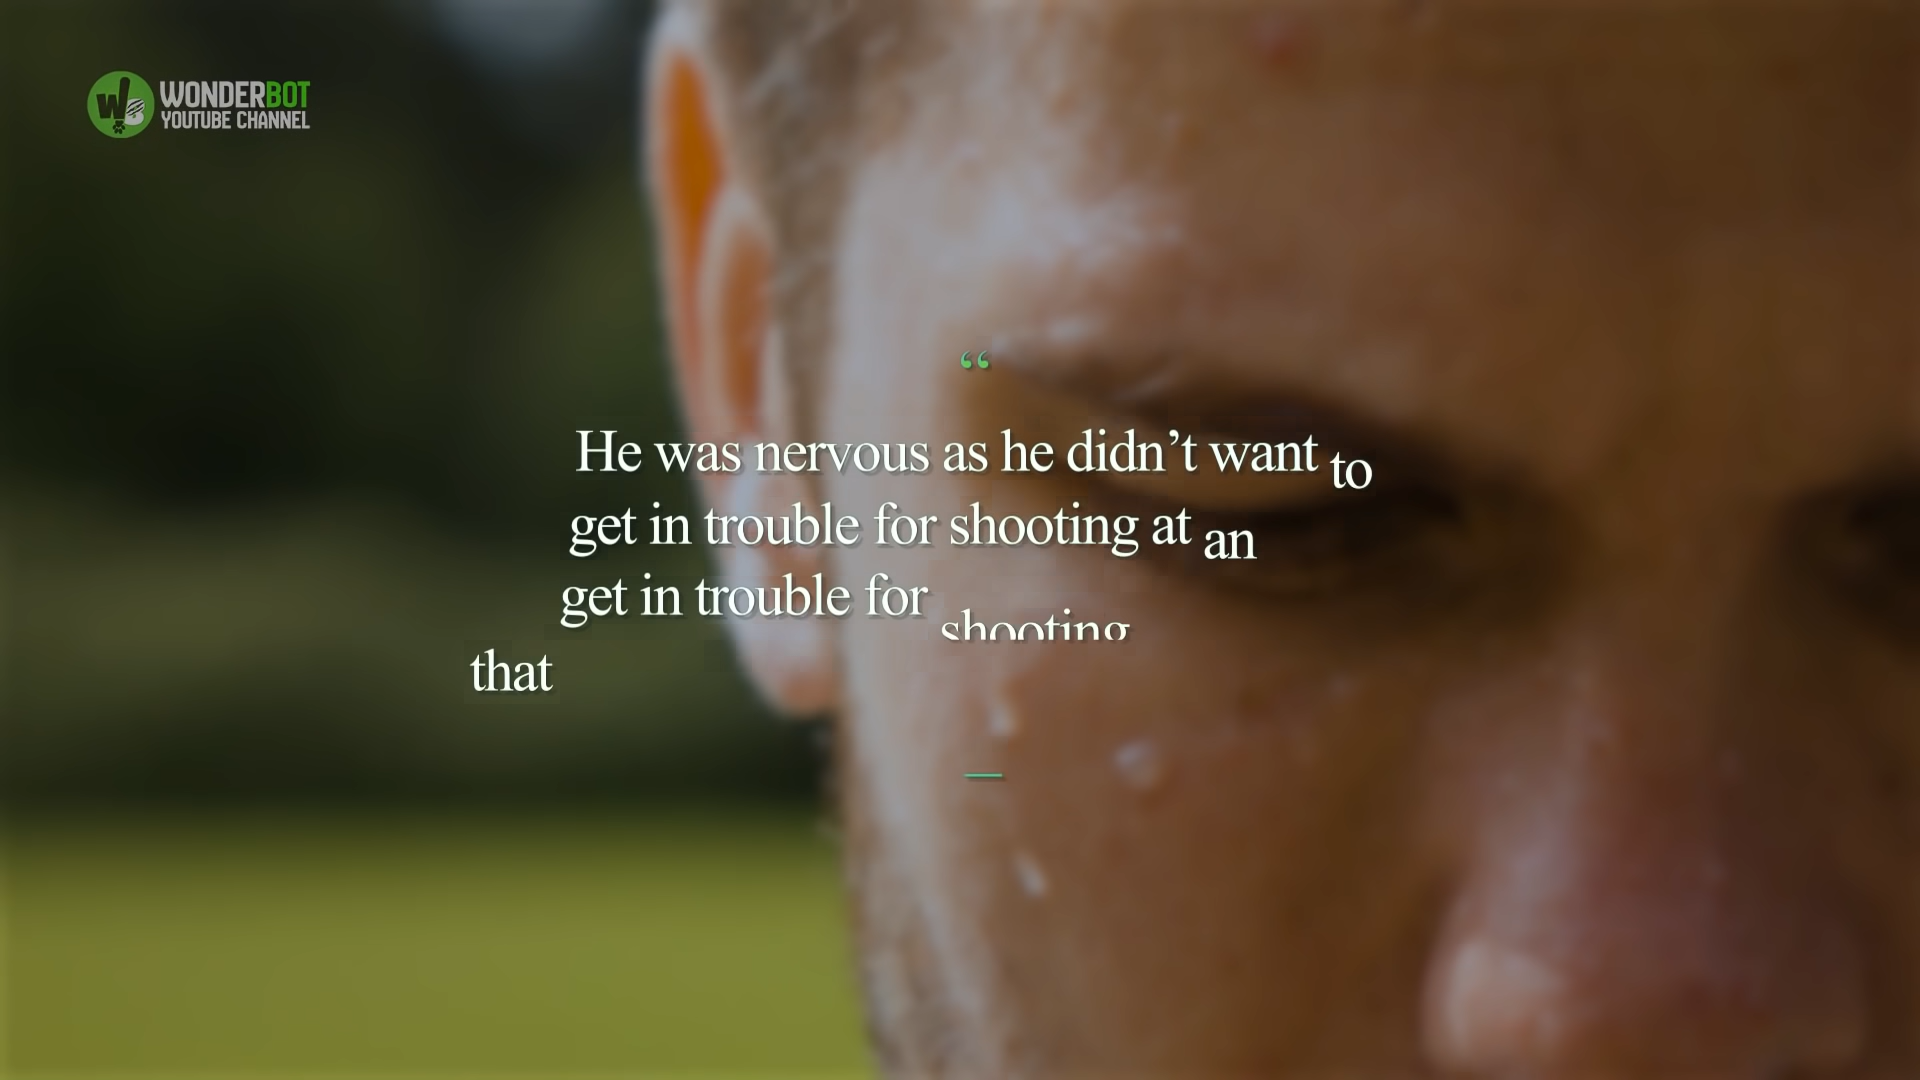 WONDERBOT
YOUTUBE CHANNEL
“
He was nervous as he didn’t want to
get in trouble for shooting at an
get in trouble for shooting
that